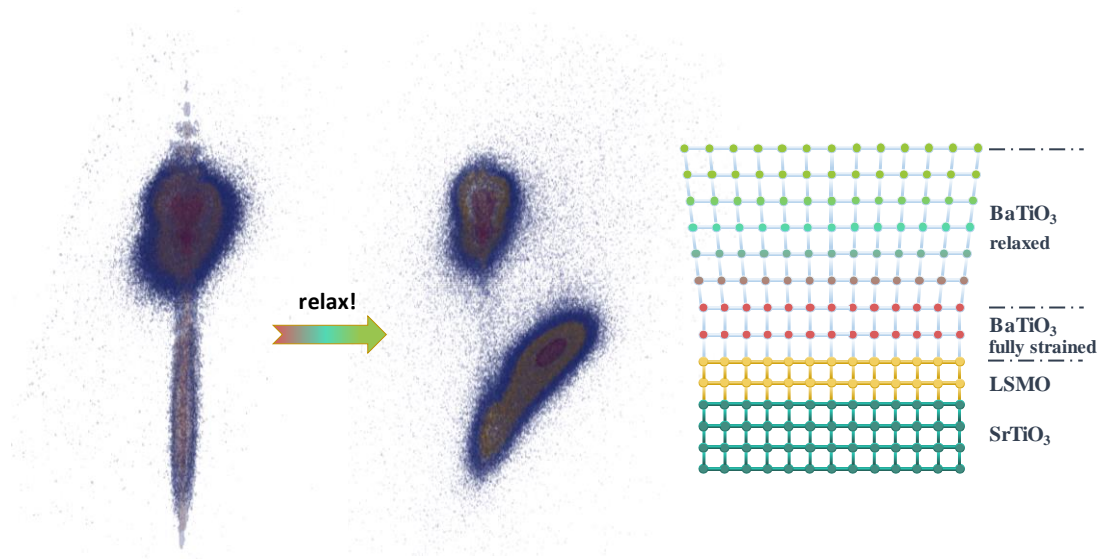 relax!
BaTiO₃
relaxed
BaTiO₃
fully strained
LSMO
SrTiO₃